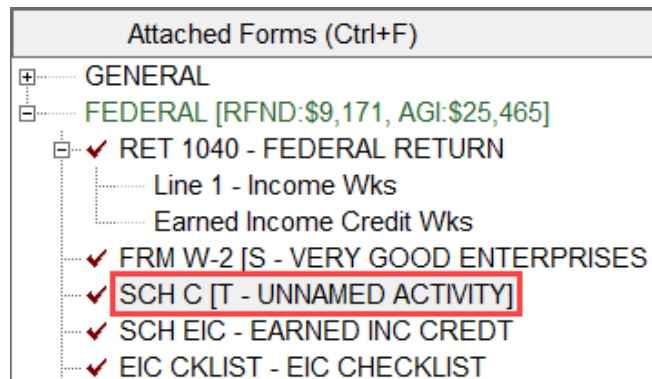 Attached Forms (Ctrl+F)
GENERAL
FEDERAL [RFND:$9,171, AGI:$25,465]
RET 1040 - FEDERAL RETURN
Line 1 - Income Wks
Earned Income Credit Wks
FRM W-2 [S - VERY GOOD ENTERPRISES
SCH C [T - UNNAMED ACTIVITY]
SCH EIC - EARNED INC CREDT
EIC CKLIST - EIC CHECKLIST